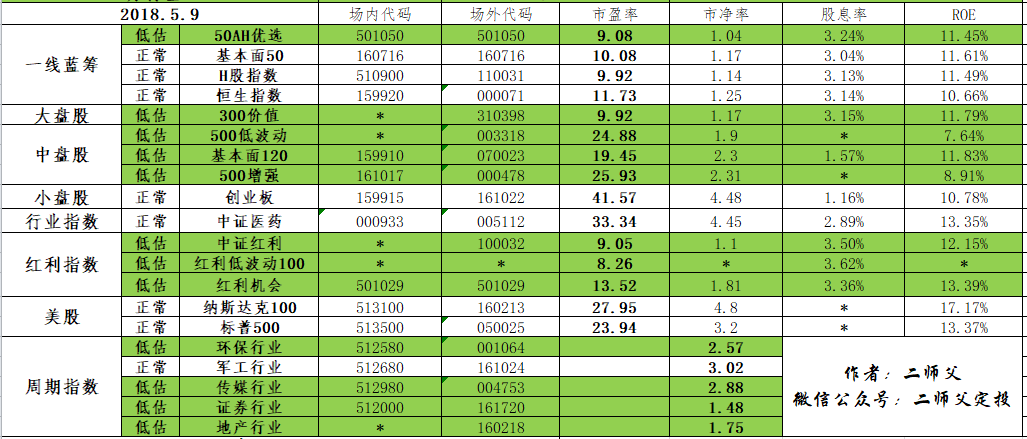 2018.5.9 场内代码 场外代码 市盈率 市净率 股息率 ROE
一线蓝筹 低估 50AH优选 501050 501050 9.08 1.04 3.24% 11.45%
正常 基本面50 160716 160716 10.08 1.17 3.04% 11.61%
正常 H股指数 510900 110031 9.92 1.14 3.13% 11.49%
正常 恒生指数 159920 000071 11.73 1.25 3.14% 10.66%
大盘股 低估 300价值 * 310398 9.92 1.17 3.15% 11.79%
中盘股 低估 500低波动 * 003318 24.88 1.9 * 7.64%
低估 基本面120 159910 070023 19.45 2.3 1.57% 11.83%
低估 500增强 161017 000478 25.93 2.31 * 8.91%
小盘股 正常 创业板 159915 161022 41.57 4.48 1.16% 10.78%
行业指数 正常 中证医药 000933 005112 33.34 4.45 2.89% 13.35%
红利指数 低估 中证红利 * 100032 9.05 1.1 3.50% 12.15%
低估 红利低波动100 * * 8.26 * 3.62% *
低估 红利机会 501029 501029 13.52 1.81 3.36% 13.39%
美股 正常 纳斯达克100 513100 160213 27.95 4.8 * 17.17%
正常 标普500 513500 050025 23.94 3.2 * 13.37%
周期指数 低估 环保行业 512580 001064 2.57
正常 军工行业 512680 161024 3.02
低估 传媒行业 512980 004753 2.88
低估 证券行业 512000 161720 1.48
低估 地产行业 * 160218 1.75
作者：二师父
微信公众号：二师父定投